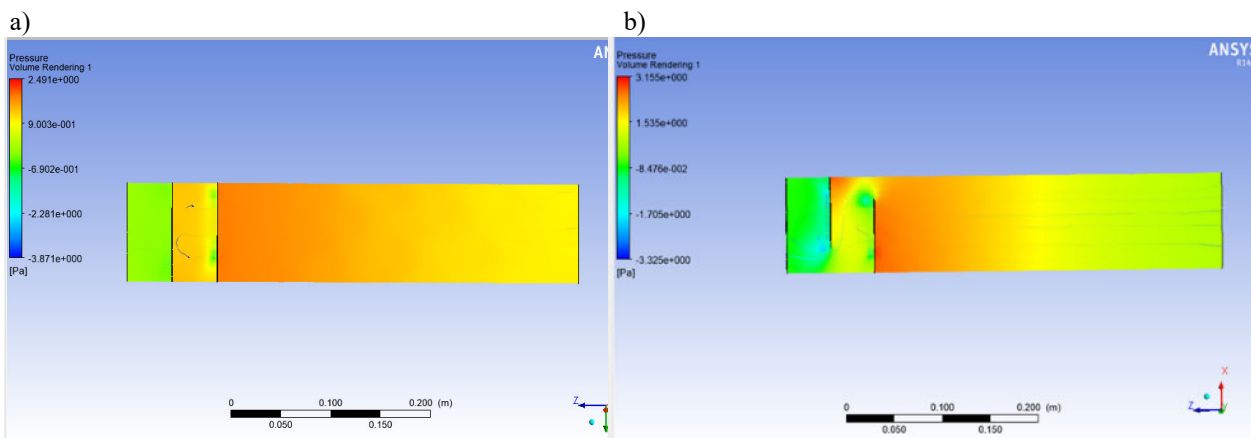 a)
b)
AN
Pressure
Volume Rendering 1
2.491e+000
9.003e-001
-6.902e-001
-2.281e+000
-3.871e+000
[Pa]
0 0.100 0.200 (m)
0.050 0.150
Z
ANSYS
R14
Pressure
Volume Rendering 1
3.155e+000
1.535e+000
-8.476e-002
-1.705e+000
-3.325e+000
[Pa]
0 0.100 0.200 (m)
0.050 0.150
X
Z
Y